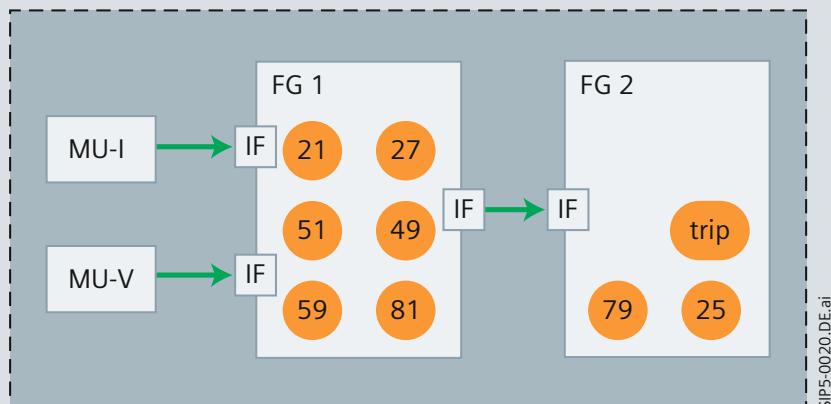 FG 1
FG 2
MU-I
IF
21
27
IF
IF
51
49
trip
MU-V
IF
59
81
79
25
SIP5-0020.DE.ai